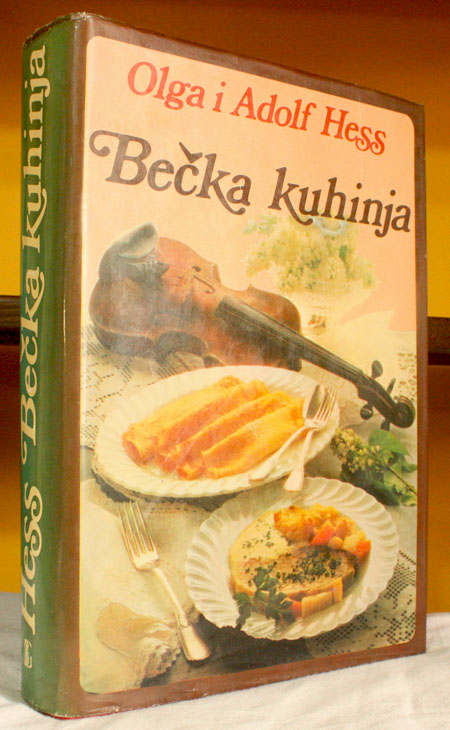 Olga i Adolf Hess
Bečka kuhinja
Hess Bečka kuhinja